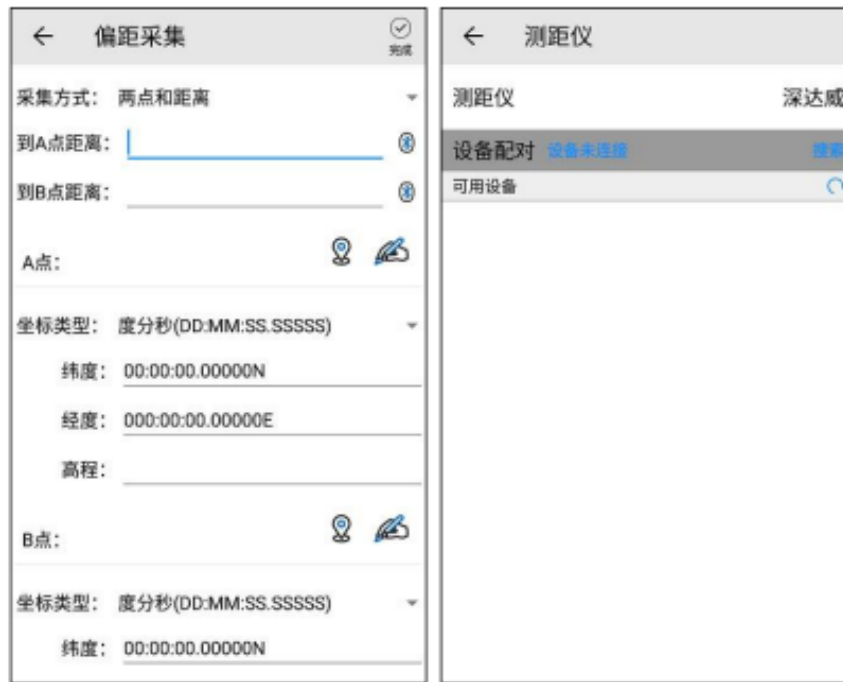 偏距采集
完成
采集方式: 两点和距离
到A点距离:
到B点距离:
A点:
坐标类型: 度分秒(DD:MM:SS.SSSSS)
纬度: 00:00:00.00000N
经度: 000:00:00.00000E
高程:
B点:
坐标类型: 度分秒(DD:MM:SS.SSSSS)
纬度: 00:00:00.00000N
测距仪
测距仪 深达威
设备配对 设备未连接 搜索
可用设备